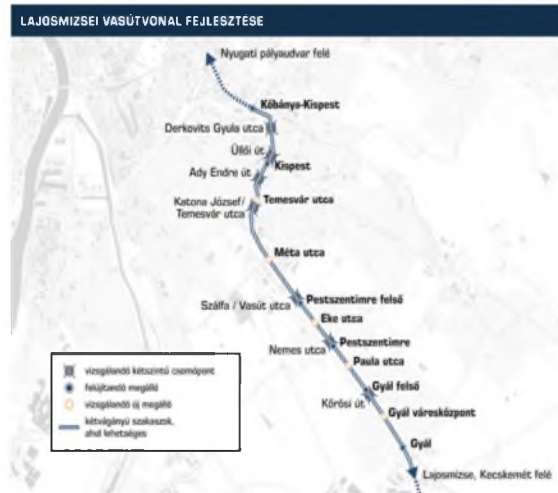 LAJOSMIZSEI VASÚTVONAL FEJLESZTÉSE
Nyugati pályaudvar felé
Kőbánya-Kispest
Derkovits Gyula utca
Üllői út
Kispest
Ady Endre út
Katona József/
Temesvár utca
Temesvár utca
Méta utca
Pestszentimre felső
Szálfa / Vasút utca
Eke utca
Pestszentimre
Nemes utca
Paula utca
Gyál felső
Kőrösi út
Gyál városközpont
Gyál
Lajosmizse, Kecskemét felé
vizsgálandó kétszintű csomópont
felújítandó megálló
vizsgálandó új megálló
kétvágányú szakaszok,
ahol lehetséges